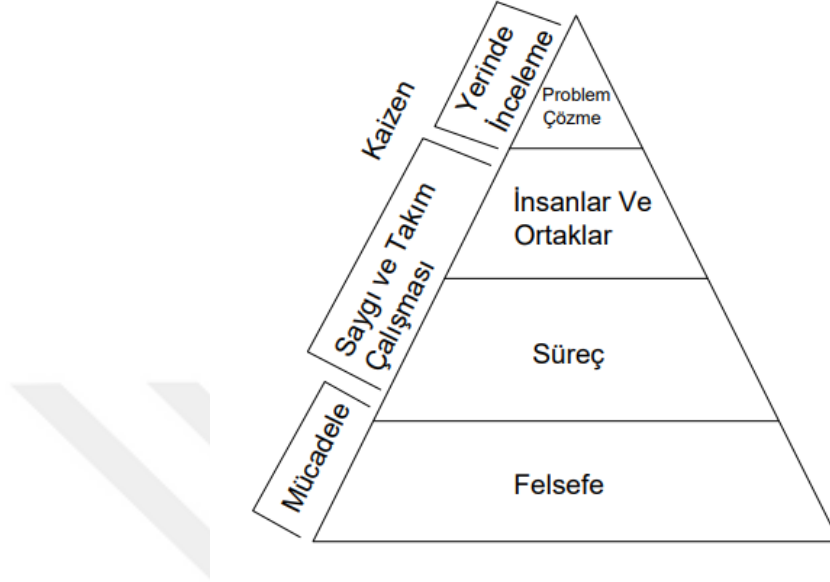 Kaizen
Yerinde
İnceleme
Problem
Çözme
Saygı ve Takım
Çalışması
İnsanlar Ve
Ortaklar
Süreç
Mücadele
Felsefe